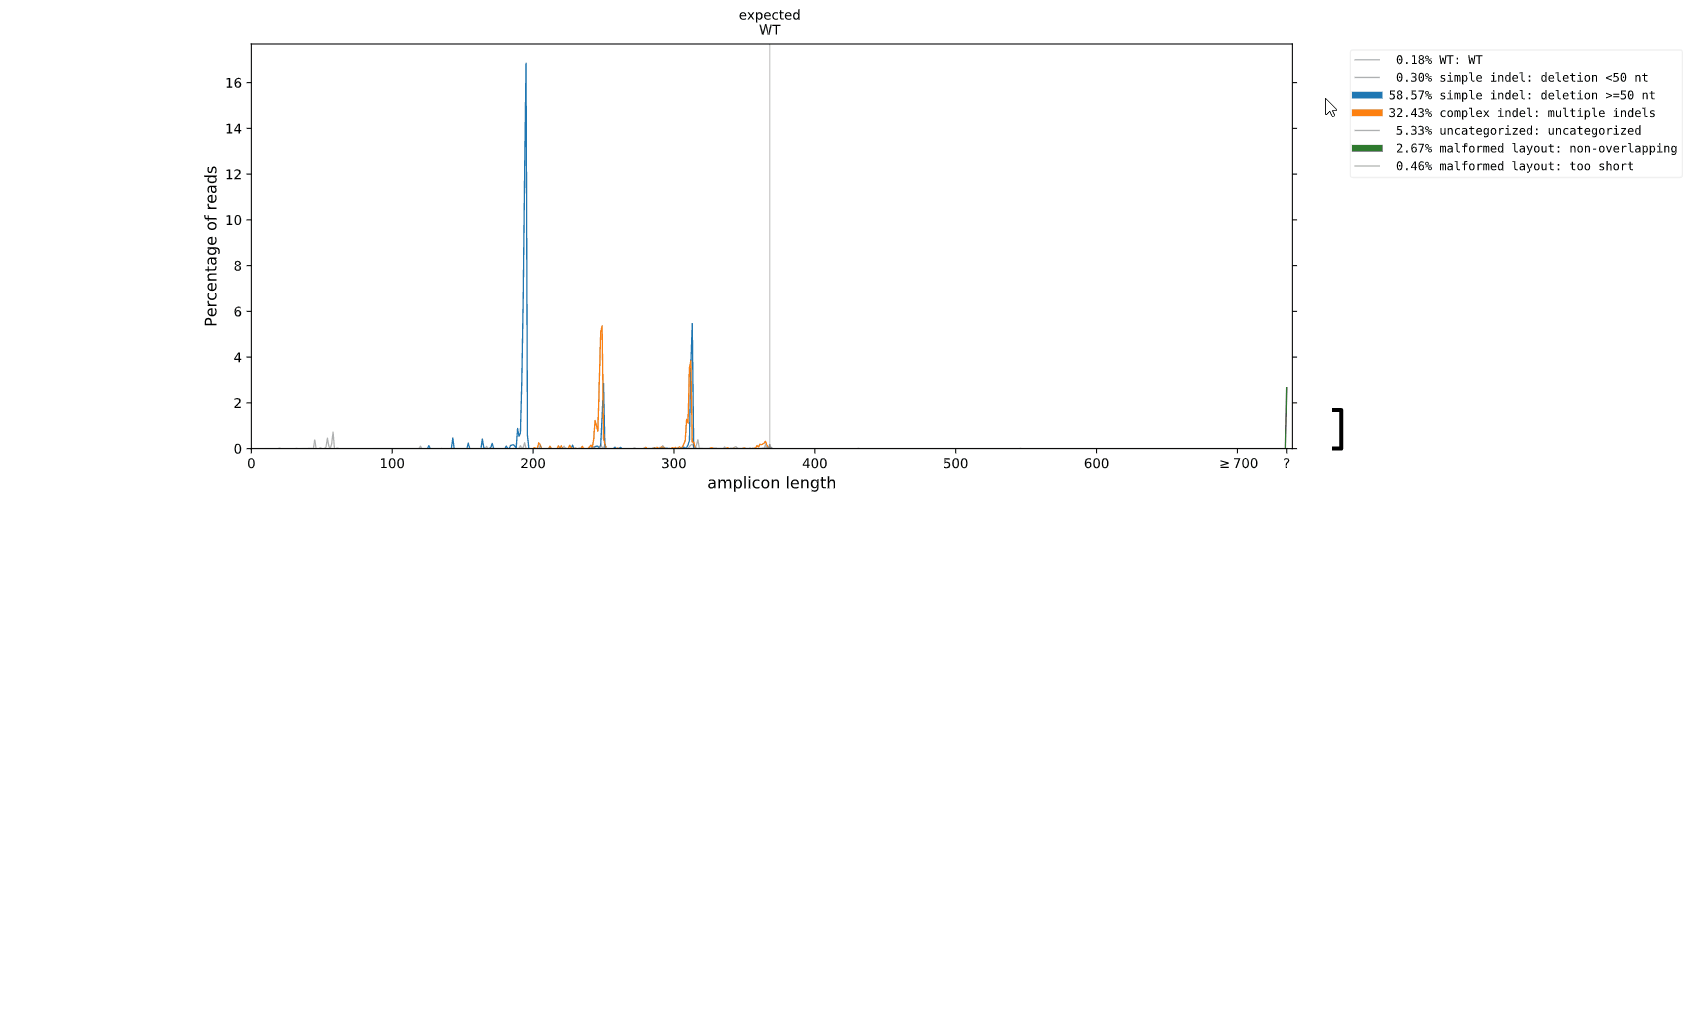 expected
WT
Percentage of reads
16
14
12
10
8
6
4
2
0
0
100
200
300
400
500
600
≥700
?
amplicon length
0.18% WT: WT
0.30% simple indel: deletion <50 nt
58.57% simple indel: deletion >=50 nt
32.43% complex indel: multiple indels
5.33% uncategorized: uncategorized
2.67% malformed layout: non-overlapping
0.46% malformed layout: too short
]